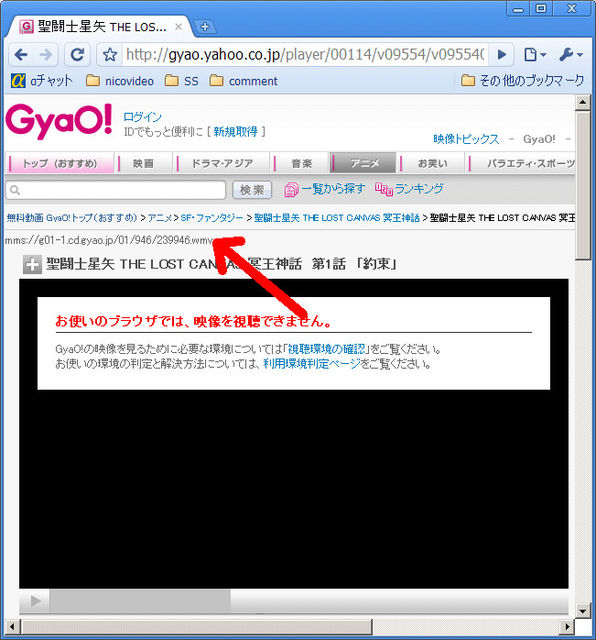 聖闘士星矢 THE LOS...
http://gyao.yahoo.co.jp/player/00114/v09554/v09554
αチャット nicovideo SS comment その他のブックマーク
GyaO!
ログイン
IDでもっと便利に [ 新規取得 ]
映像トピックス - GyaO! -
トップ (おすすめ) 映画 ドラマ・アジア 音楽 アニメ お笑い バラエティ・スポーツ
検索 一覧から探す ランキング
無料動画 GyaO!トップ(おすすめ) > アニメ > SF・ファンタジー > 聖闘士星矢 THE LOST CANVAS 冥王神話 > 聖闘士星矢 THE LOST CANVAS 冥王
mms://g01-1.cd.gyao.jp/01/946/239946.wmv
聖闘士星矢 THE LOST CANVAS 冥王神話 第1話 「約束」
お使いのブラウザでは、映像を視聴できません。
GyaO!の映像を見るために必要な環境については「視聴環境の確認」をご覧ください。
お使いの環境の判定と解決方法については、利用環境判定ページをご覧ください。